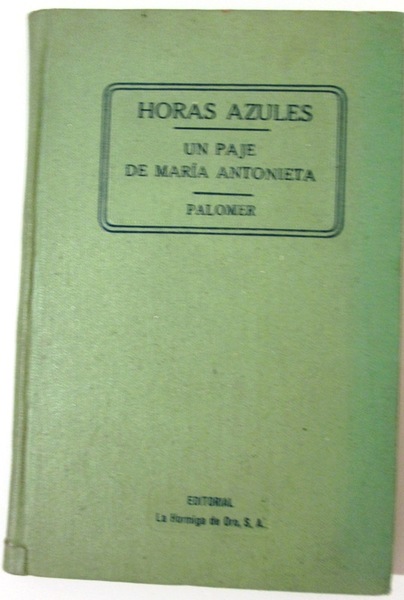 HORAS AZULES
UN PAJE
DE MARÍA ANTONIETA
PALOMER
EDITORIAL
La Hormiga de Oro, S. A.